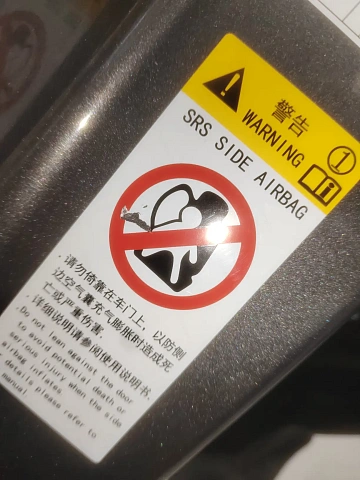 警告
WARNING
1
SRS SIDE AIRBAG
·请勿倚靠在车门上，以防侧
边空气囊充气膨胀时造成死
亡或严重伤害.
·详细说明请参阅使用说明书.
·Do not lean against the door
to avoid potential death or
serious injury when the side
airbag inflates.
details please refer to
manual.